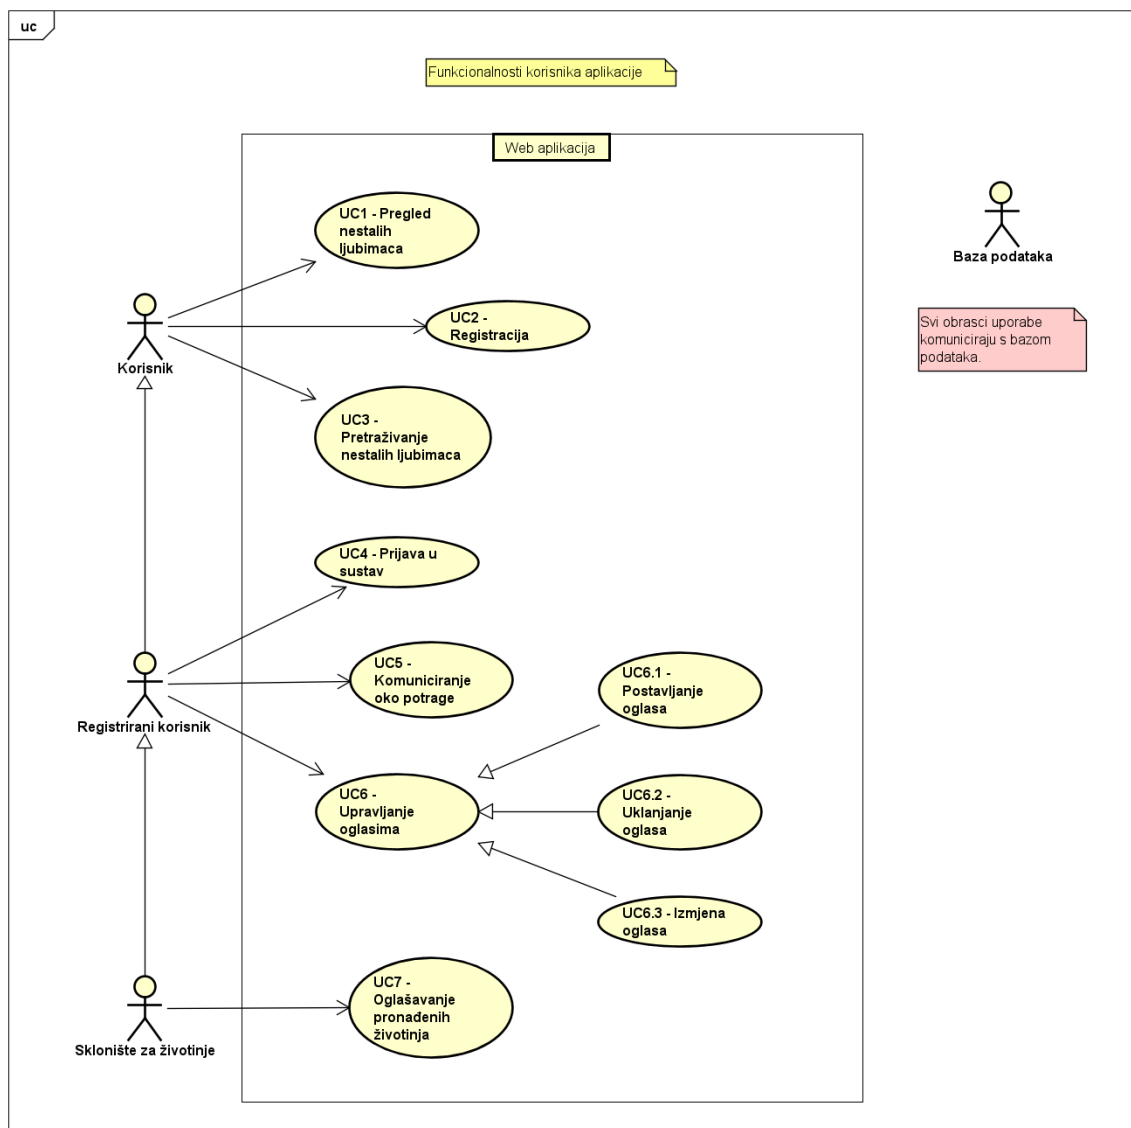 uc
Funkcionalnosti korisnika aplikacije
Web aplikacija
UC1 - Pregled
nestalih
ljubimaca
Baza podataka
UC2 -
Registracija
Svi obrasci uporabe
komuniciraju s bazom
podataka.
Korisnik
UC3 -
Pretraživanje
nestalih ljubimaca
UC4 - Prijava u
sustav
UC5 -
Komuniciranje
oko potrage
UC6.1 -
Postavljanje
oglasa
Registrirani korisnik
UC6 -
Upravljanje
oglasima
UC6.2 -
Uklanjanje
oglasa
UC6.3 - Izmjena
oglasa
UC7 -
Oglašavanje
pronađenih
životinja
Sklonište za životinje